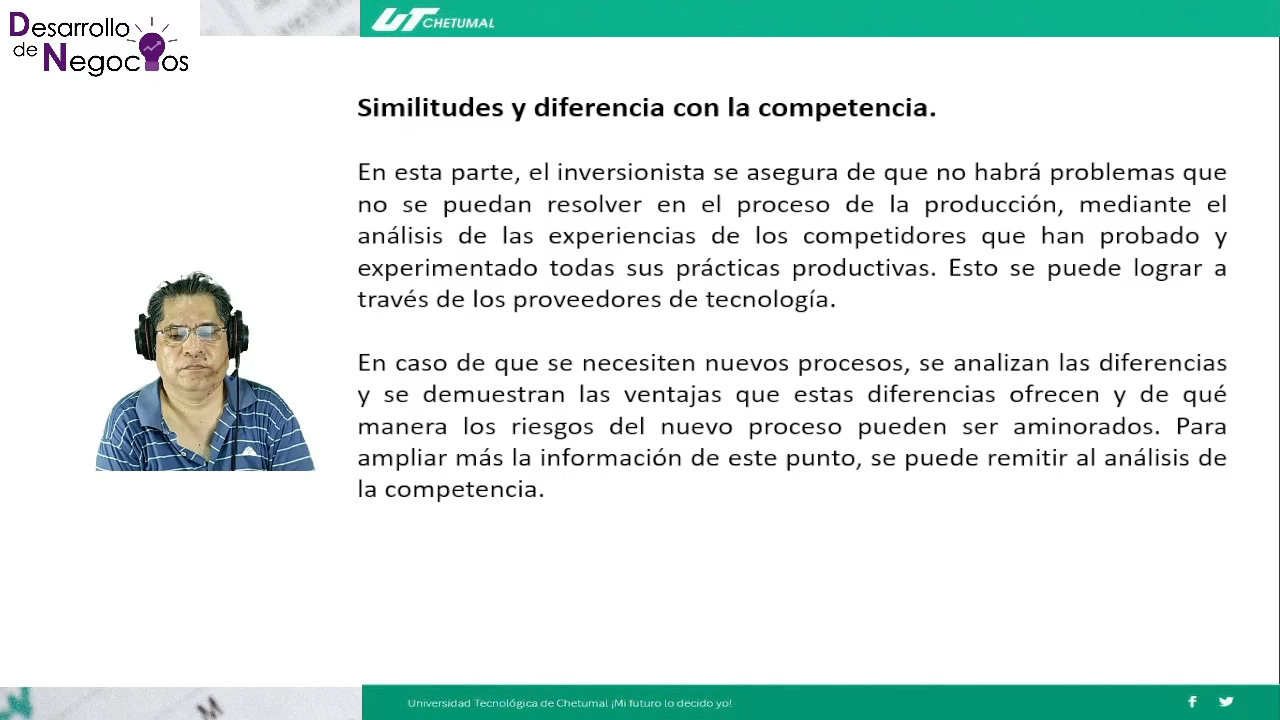 Desarrollo
de Negocios
UT CHETUMAL
Similitudes y diferencia con la competencia.
En esta parte, el inversionista se asegura de que no habrá problemas que
no se puedan resolver en el proceso de la producción, mediante el
análisis de las experiencias de los competidores que han probado y
experimentado todas sus prácticas productivas. Esto se puede lograr a
través de los proveedores de tecnología.
En caso de que se necesiten nuevos procesos, se analizan las diferencias
y se demuestran las ventajas que estas diferencias ofrecen y de qué
manera los riesgos del nuevo proceso pueden ser aminorados. Para
ampliar más la información de este punto, se puede remitir al análisis de
la competencia.
Universidad Tecnológica de Chetumal ¡Mi futuro lo decido yo!